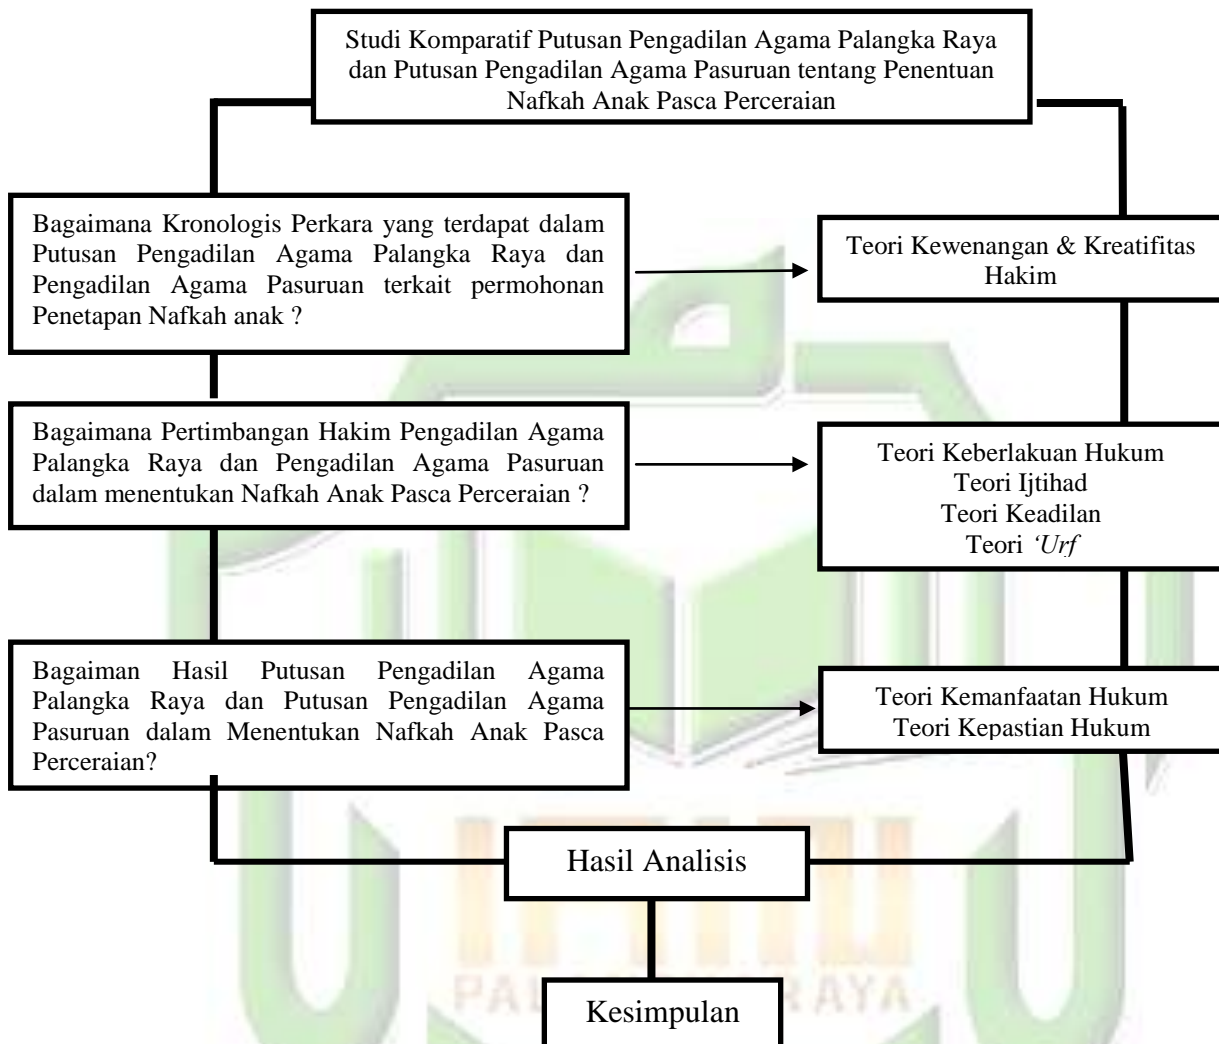 Studi Komparatif Putusan Pengadilan Agama Palangka Raya
dan Putusan Pengadilan Agama Pasuruan tentang Penentuan
Nafkah Anak Pasca Perceraian
Bagaimana Kronologis Perkara yang terdapat dalam
Putusan Pengadilan Agama Palangka Raya dan
Pengadilan Agama Pasuruan terkait permohonan
Penetapan Nafkah anak ?
Teori Kewenangan & Kreatifitas
Hakim
Bagaimana Pertimbangan Hakim Pengadilan Agama
Palangka Raya dan Pengadilan Agama Pasuruan
dalam menentukan Nafkah Anak Pasca Perceraian ?
Teori Keberlakuan Hukum
Teori Ijtihad
Teori Keadilan
Teori ‘Urf
Bagaiman Hasil Putusan Pengadilan Agama
Palangka Raya dan Putusan Pengadilan Agama
Pasuruan dalam Menentukan Nafkah Anak Pasca
Perceraian?
Teori Kemanfaatan Hukum
Teori Kepastian Hukum
Hasil Analisis
Kesimpulan